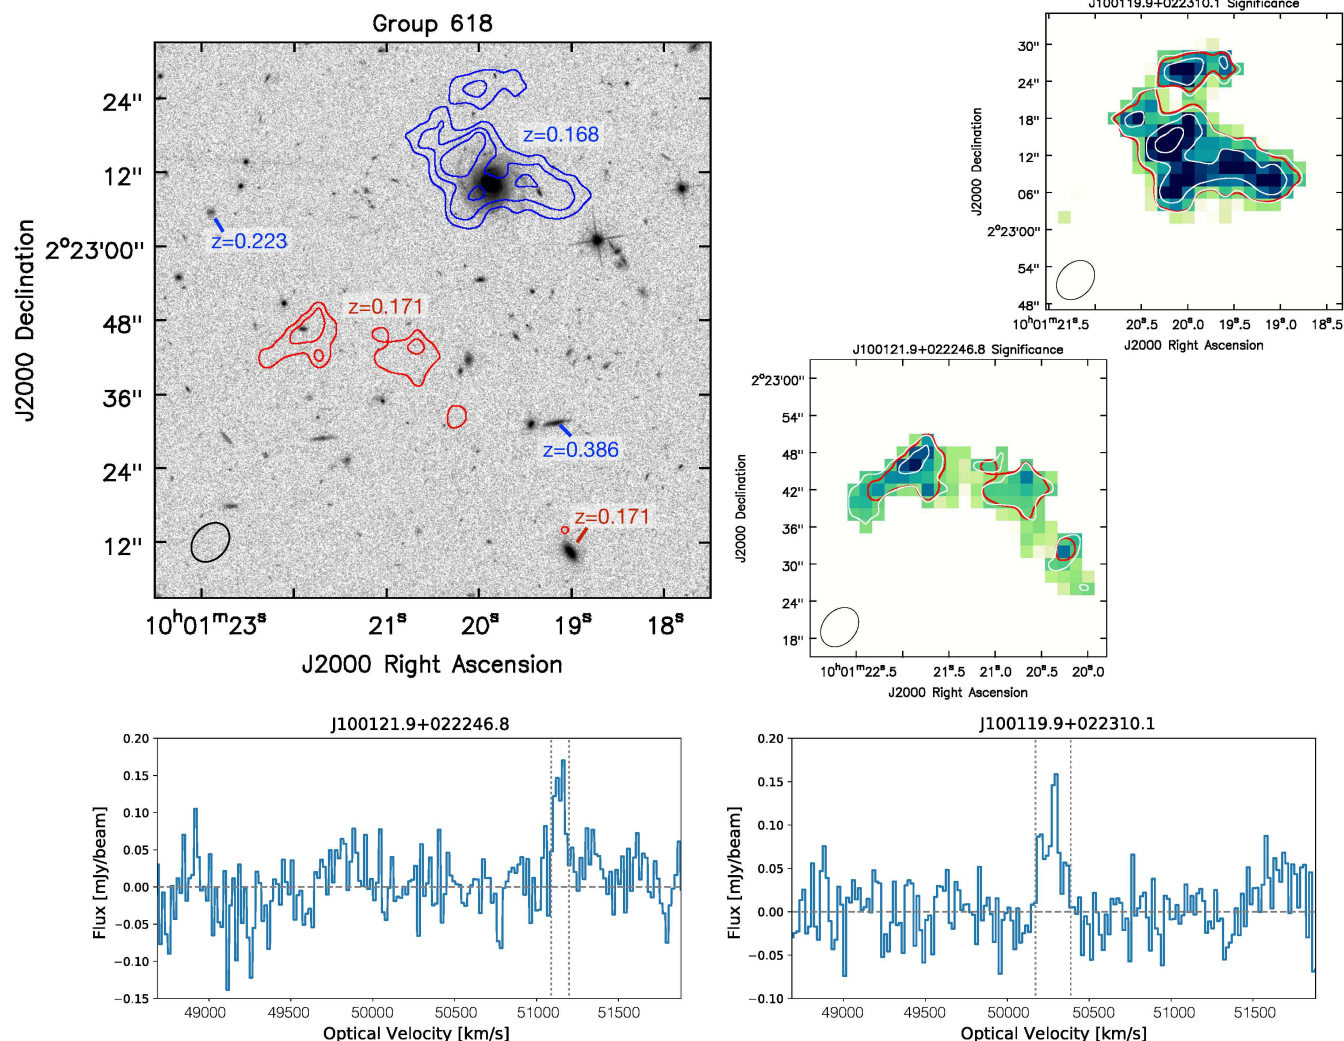 Group 618
J2000 Declination
24"
12"
2°23'00"
48"
36"
24"
12"
z=0.168
z=0.223
z=0.171
z=0.386
z=0.171
10ʰ01ᵐ23ˢ
21ˢ
20ˢ
19ˢ
18ˢ
J2000 Right Ascension
J100119.9+022310.1 Significance
J2000 Declination
30"
24"
18"
12"
06"
2°23'00"
54"
48"
10ʰ01ᵐ21ˢ.5
20ˢ.5
20ˢ.0
19ˢ.5
19ˢ.0
18ˢ.5
J2000 Right Ascension
J100121.9+022246.8 Significance
J2000 Declination
2°23'00"
54"
48"
42"
36"
30"
24"
18"
10ʰ01ᵐ22ˢ.5
21ˢ.5
21ˢ.0
20ˢ.5
20ˢ.0
J2000 Right Ascension
J100121.9+022246.8
Flux [mJy/beam]
0.20
0.15
0.10
0.05
0.00
−0.05
−0.10
−0.15
49000
49500
50000
50500
51000
51500
Optical Velocity [km/s]
J100119.9+022310.1
Flux [mJy/beam]
0.20
0.15
0.10
0.05
0.00
−0.05
−0.10
49000
49500
50000
50500
51000
51500
Optical Velocity [km/s]